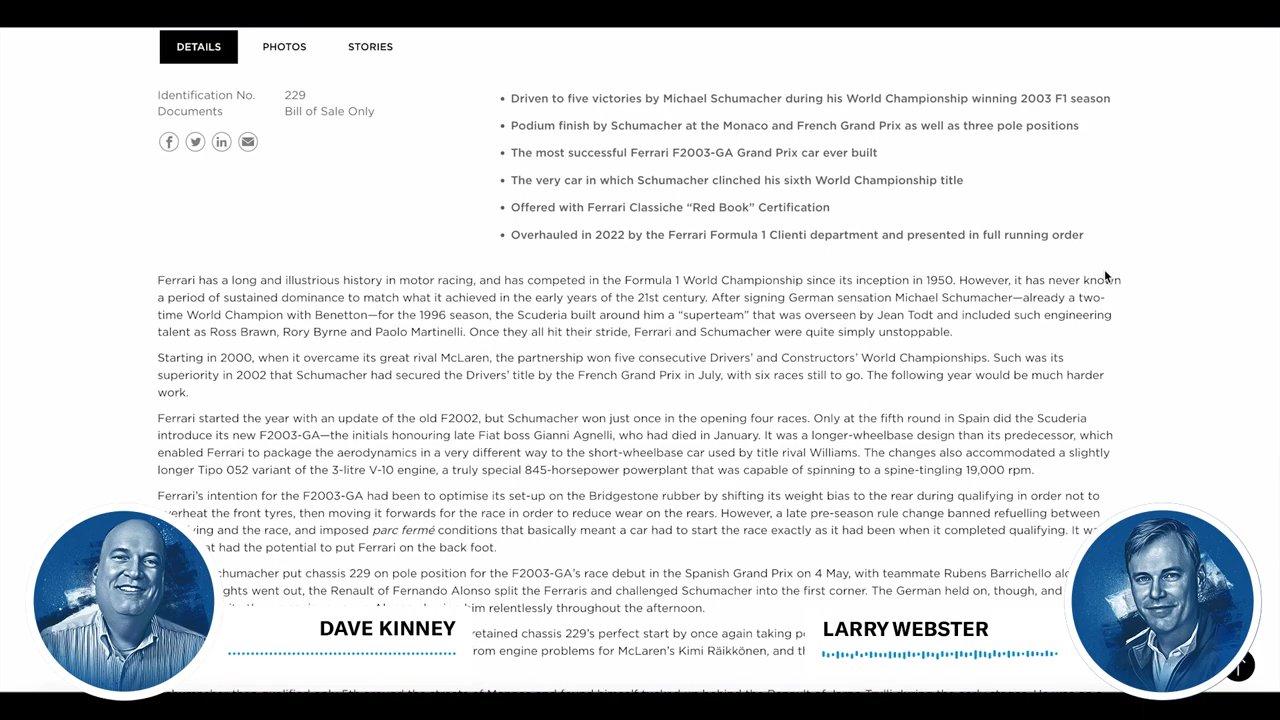 DETAILS PHOTOS STORIES
Identification No. 229
Documents Bill of Sale Only
• Driven to five victories by Michael Schumacher during his World Championship winning 2003 F1 season
• Podium finish by Schumacher at the Monaco and French Grand Prix as well as three pole positions
• The most successful Ferrari F2003-GA Grand Prix car ever built
• The very car in which Schumacher clinched his sixth World Championship title
• Offered with Ferrari Classiche “Red Book” Certification
• Overhauled in 2022 by the Ferrari Formula 1 Clienti department and presented in full running order
Ferrari has a long and illustrious history in motor racing, and has competed in the Formula 1 World Championship since its inception in 1950. However, it has never known
a period of sustained dominance to match what it achieved in the early years of the 21st century. After signing German sensation Michael Schumacher—already a two-
time World Champion with Benetton—for the 1996 season, the Scuderia built around him a “superteam” that was overseen by Jean Todt and included such engineering
talent as Ross Brawn, Rory Byrne and Paolo Martinelli. Once they all hit their stride, Ferrari and Schumacher were quite simply unstoppable.
Starting in 2000, when it overcame its great rival McLaren, the partnership won five consecutive Drivers’ and Constructors’ World Championships. Such was its
superiority in 2002 that Schumacher had secured the Drivers’ title by the French Grand Prix in July, with six races still to go. The following year would be much harder
work.
Ferrari started the year with an update of the old F2002, but Schumacher won just once in the opening four races. Only at the fifth round in Spain did the Scuderia
introduce its new F2003-GA—the initials honouring late Fiat boss Gianni Agnelli, who had died in January. It was a longer-wheelbase design than its predecessor, which
enabled Ferrari to package the aerodynamics in a very different way to the short-wheelbase car used by title rival Williams. The changes also accommodated a slightly
longer Tipo 052 variant of the 3-litre V-10 engine, a truly special 845-horsepower powerplant that was capable of spinning to a spine-tingling 19,000 rpm.
Ferrari’s intention for the F2003-GA had been to optimise its set-up on the Bridgestone rubber by shifting its weight bias to the rear during qualifying in order not to
overheat the front tyres, then moving it forwards for the race in order to reduce wear on the rears. However, a late pre-season rule change banned refuelling between
and the race, and imposed parc fermé conditions that basically meant a car had to start the race exactly as it had been when it completed qualifying. It
had the potential to put Ferrari on the back foot.
Schumacher put chassis 229 on pole position for the F2003-GA’s race debut in the Spanish Grand Prix on 4 May, with teammate Rubens Barrichello
went out, the Renault of Fernando Alonso split the Ferraris and challenged Schumacher into the first corner. The German held on, though, and
him relentlessly throughout the afternoon.
retained chassis 229’s perfect start by once again taking
from engine problems for McLaren’s Kimi Räikkönen, and
DAVE KINNEY
LARRY WEBSTER